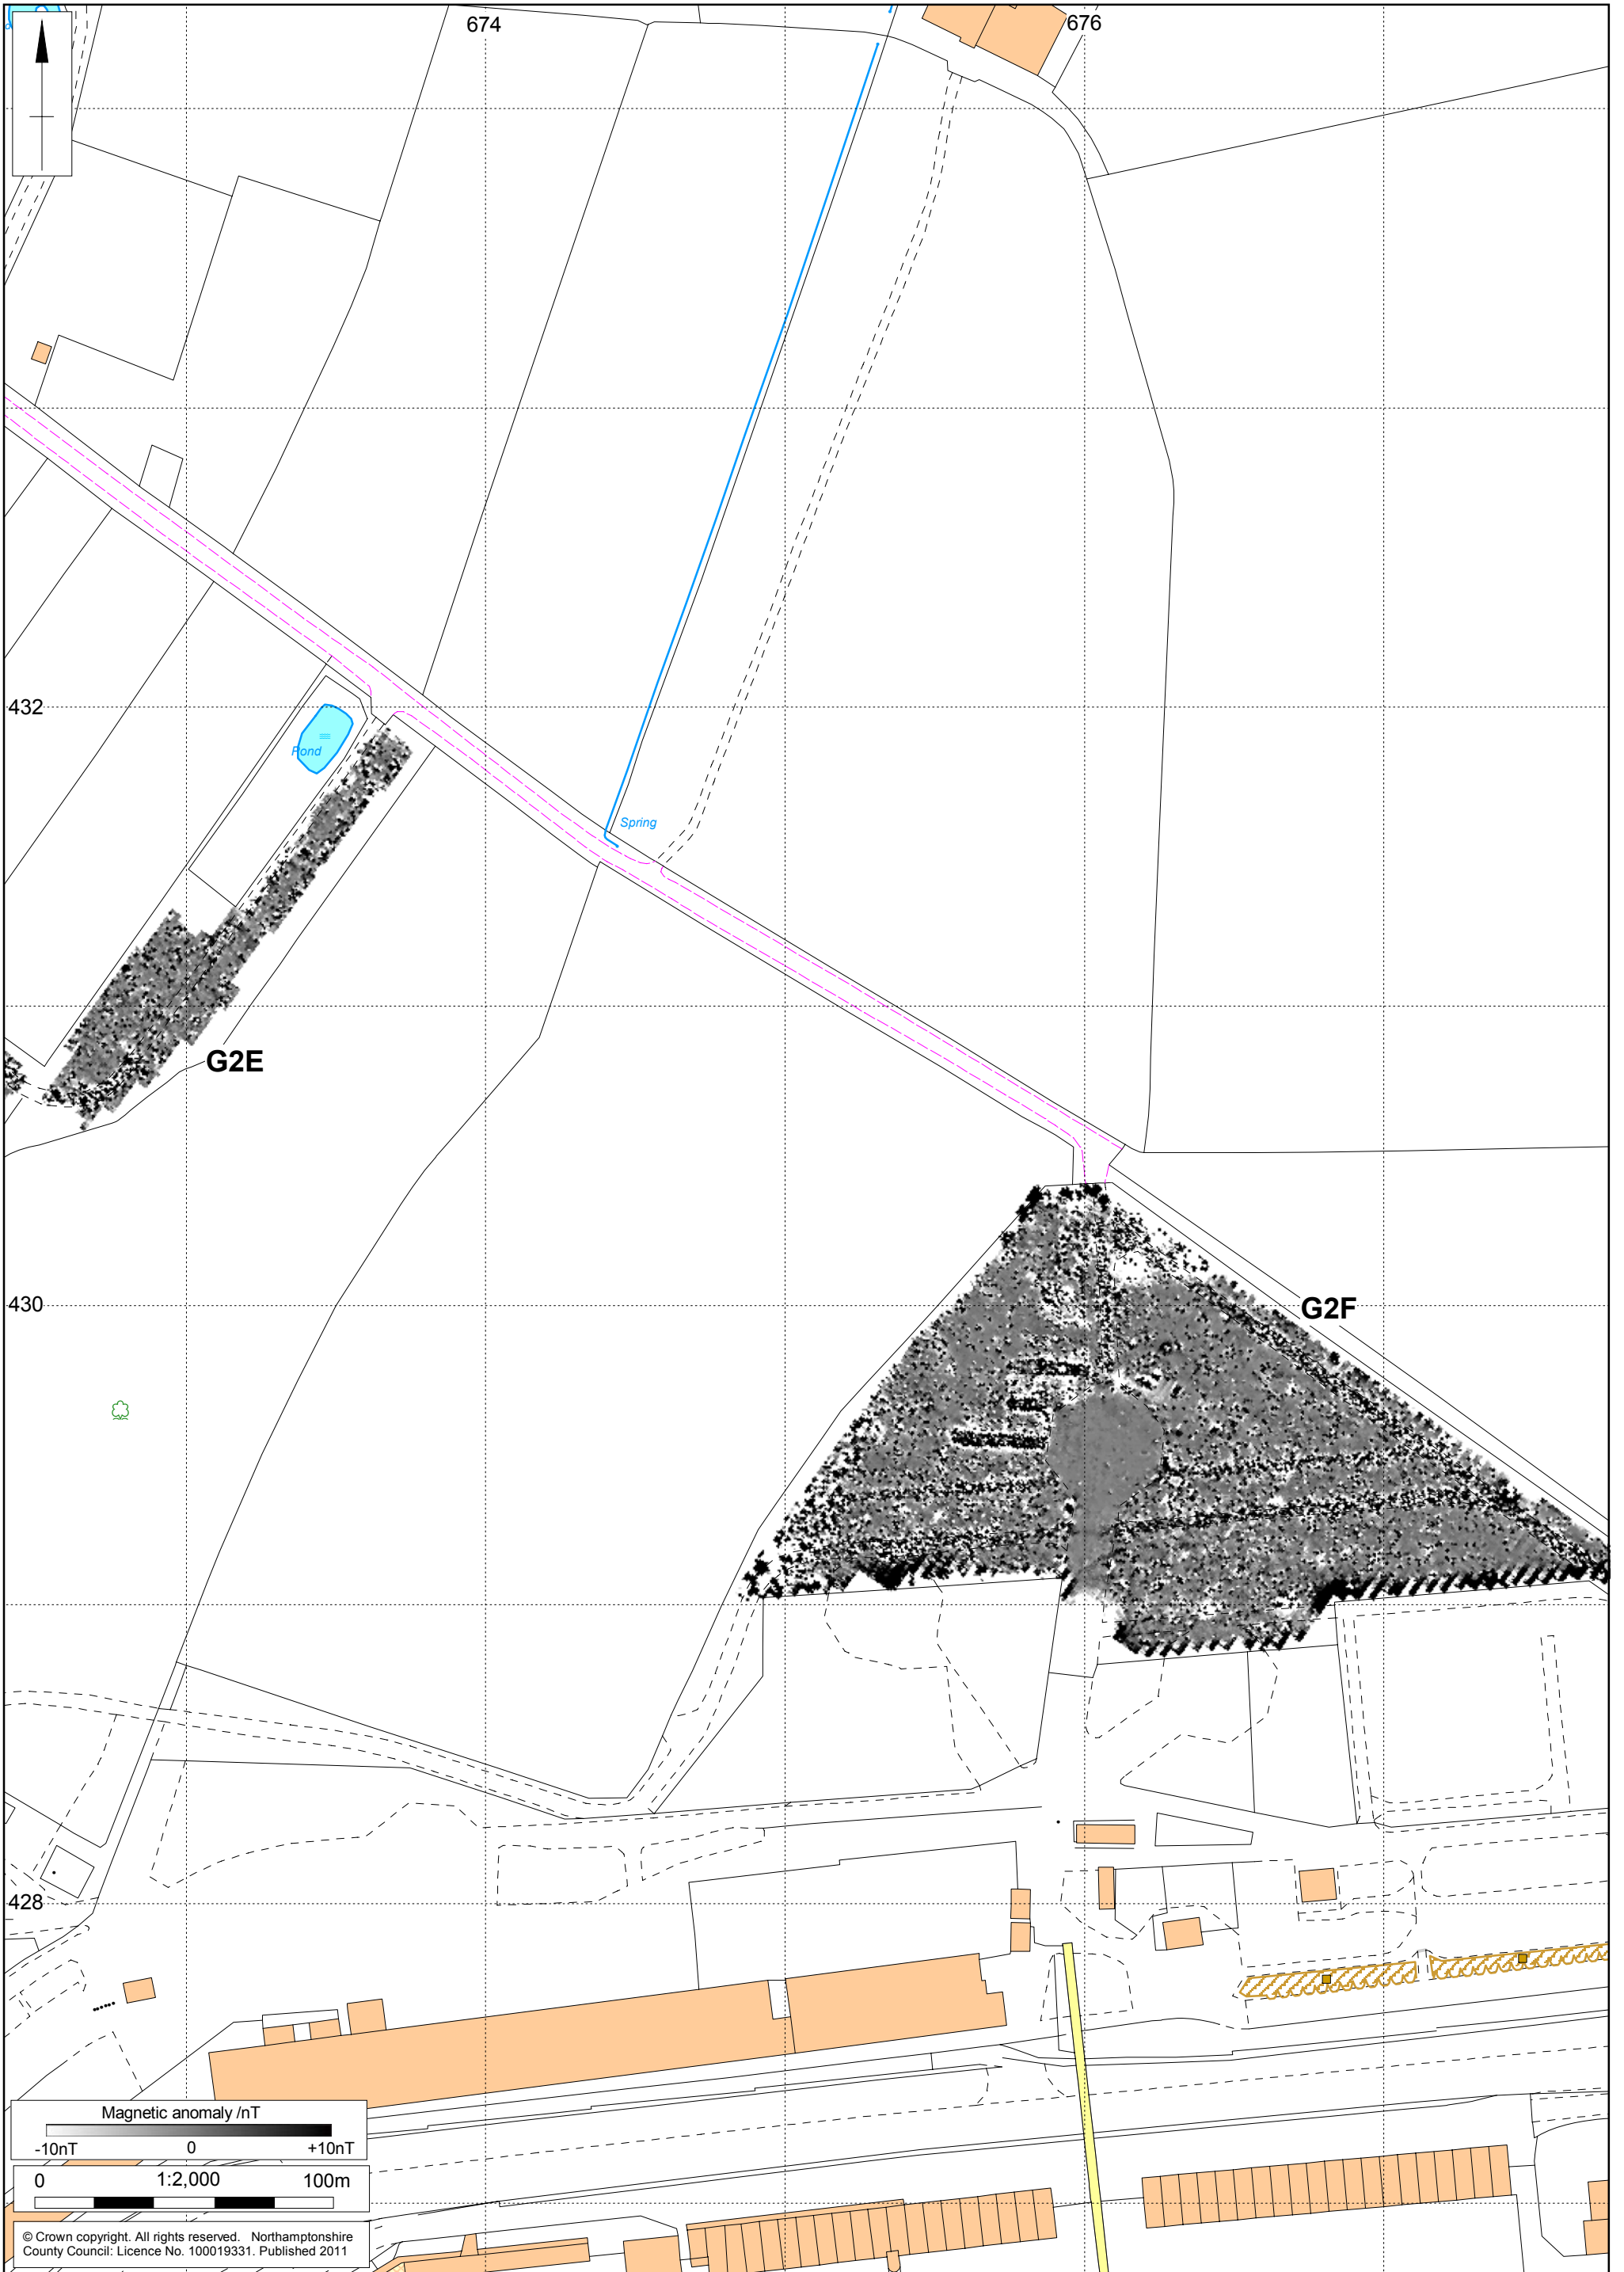 674
676
432
Pond
Spring
G2E
430
G2F
428
Magnetic anomaly /nT
-10nT 0 +10nT
0 1:2,000 100m
© Crown copyright. All rights reserved. Northamptonshire
County Council: Licence No. 100019331. Published 2011